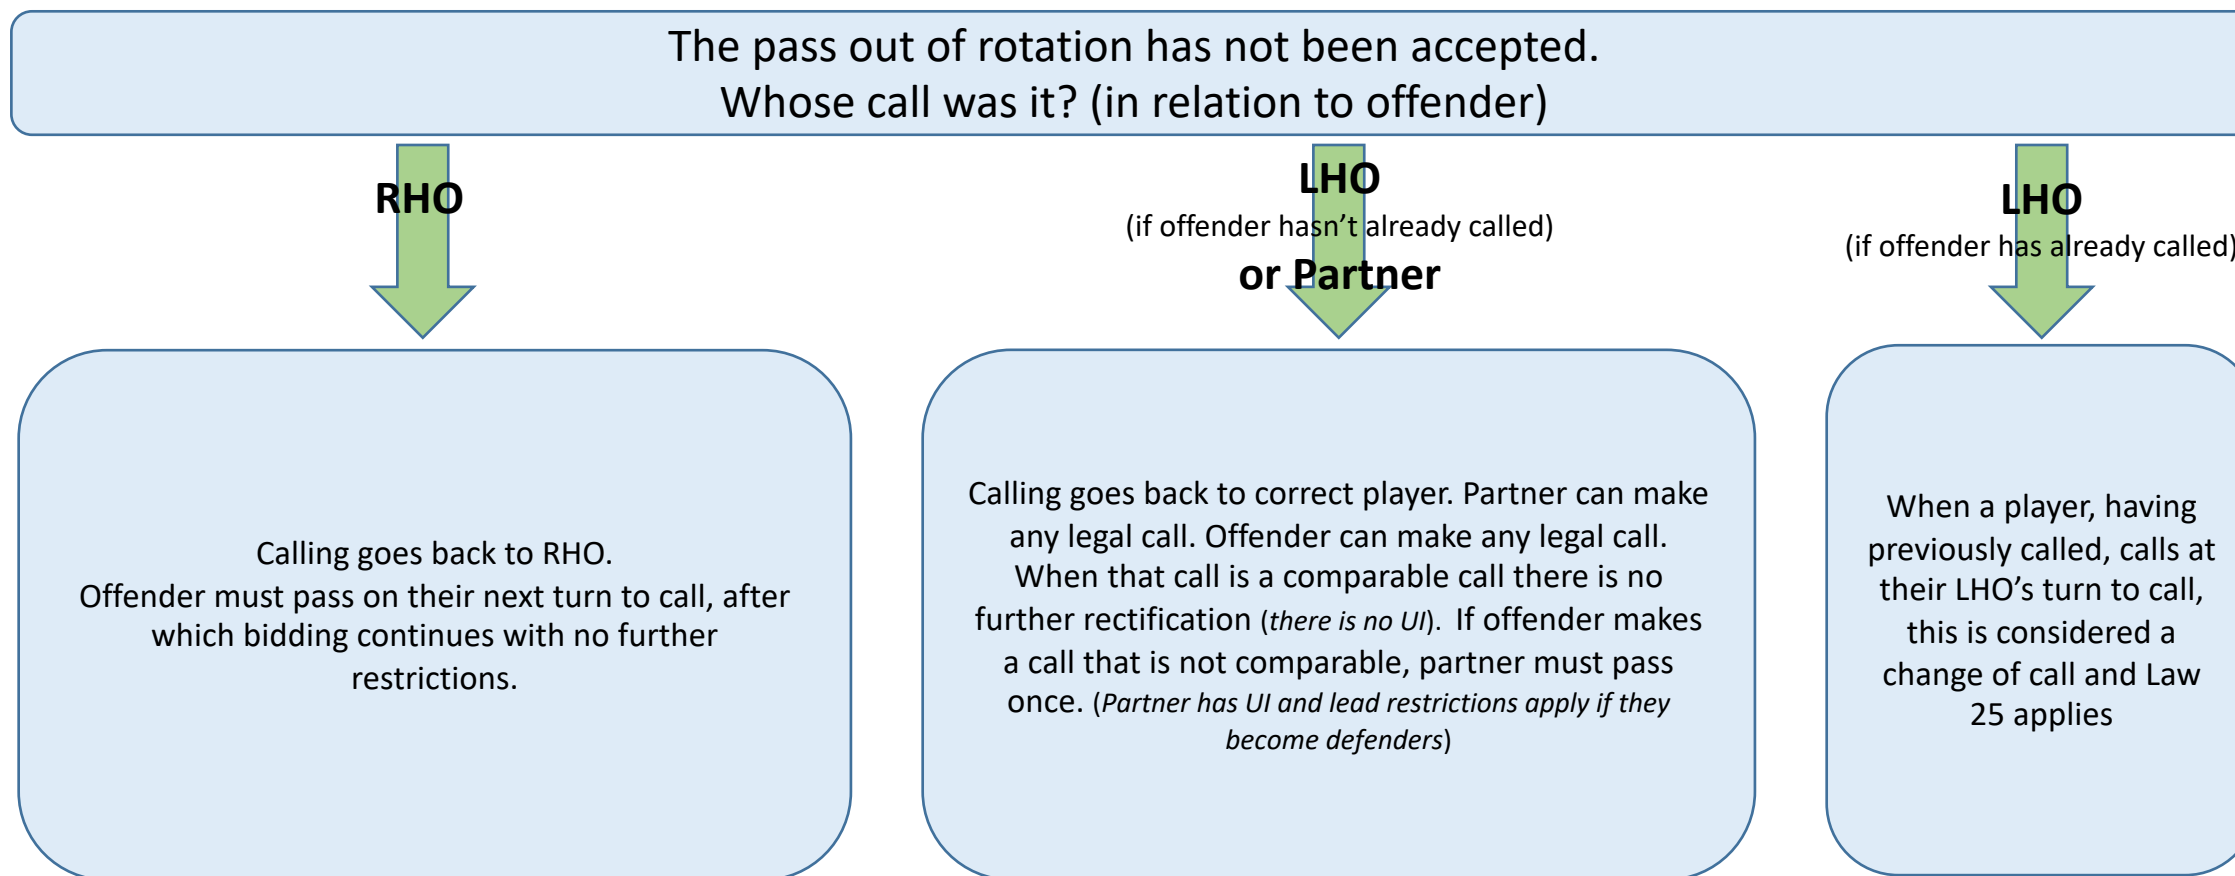 The pass out of rotation has not been accepted.
Whose call was it? (in relation to offender)
RHO
LHO
(if offender hasn’t already called)
or Partner
LHO
(if offender has already called)
Calling goes back to RHO.
Offender must pass on their next turn to call, after
which bidding continues with no further
restrictions.
Calling goes back to correct player. Partner can make
any legal call. Offender can make any legal call.
When that call is a comparable call there is no
further rectification (there is no UI). If offender makes
a call that is not comparable, partner must pass
once. (Partner has UI and lead restrictions apply if they
become defenders)
When a player, having
previously called, calls at
their LHO’s turn to call,
this is considered a
change of call and Law
25 applies